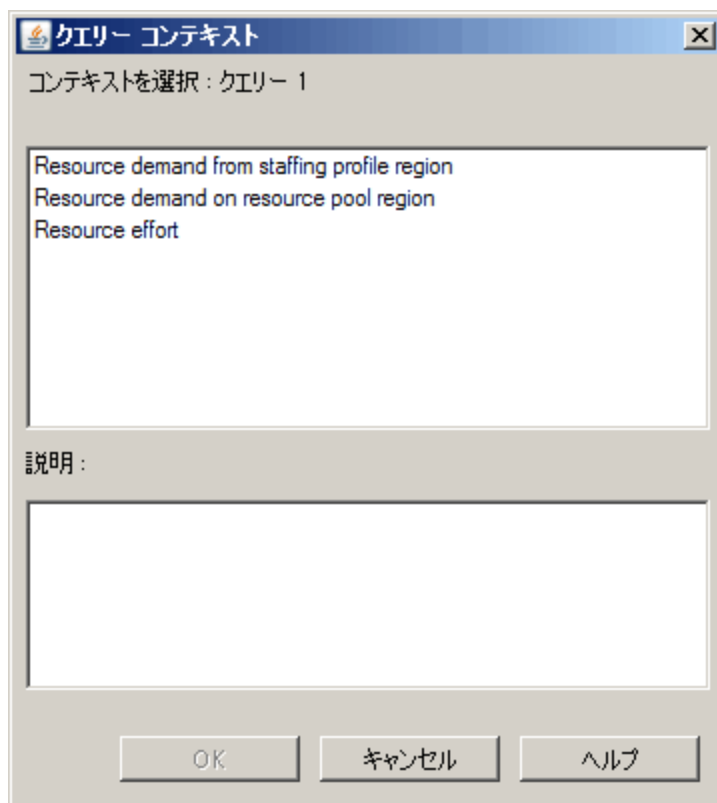 クエリー コンテキスト
コンテキストを選択 : クエリー 1
Resource demand from staffing profile region
Resource demand on resource pool region
Resource effort
説明 :
OK キャンセル ヘルプ